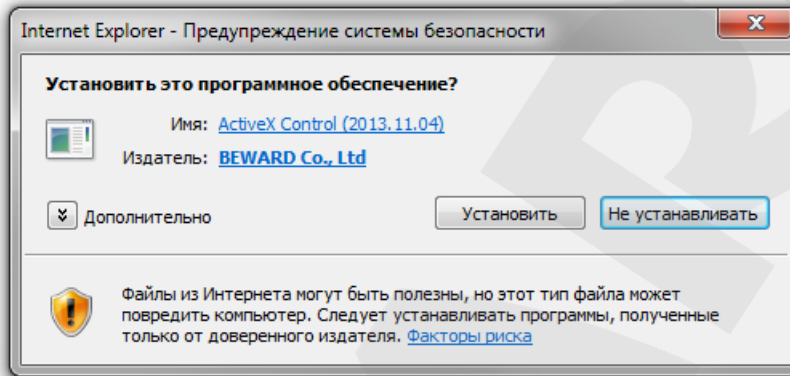 Internet Explorer - Предупреждение системы безопасности
Установить это программное обеспечение?
Имя: ActiveX Control (2013.11.04)
Издатель: BEWARD Co., Ltd
Дополнительно
Установить
Не устанавливать
Файлы из Интернета могут быть полезны, но этот тип файла может
повредить компьютер. Следует устанавливать программы, полученные
только от доверенного издателя. Факторы риска